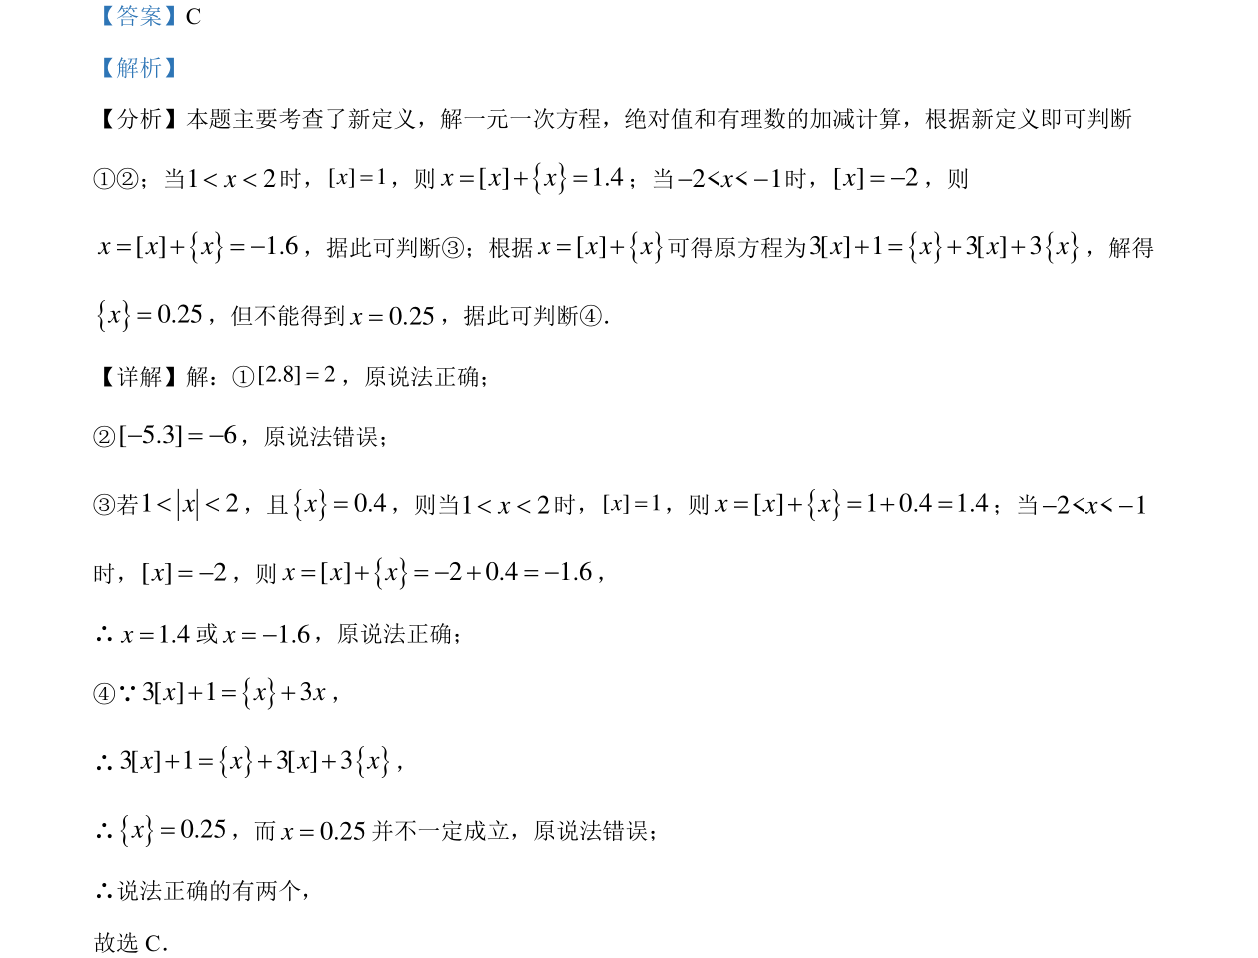 【答案】C
【解析】
【分析】本题主要考查了新定义，解一元一次方程，绝对值和有理数的加减计算，根据新定义即可判断
①②；当1<x<2时，[x]=1，则x=[x]+{x}=1.4；当−2<x<−1时，[x]=−2，则
x=[x]+{x}=−1.6，据此可判断③；根据x=[x]+{x}可得原方程为3[x]+1={x}+3[x]+3{x}，解得
{x}=0.25，但不能得到x=0.25，据此可判断④．
【详解】解：①[2.8]=2，原说法正确；
②[−5.3]=−6，原说法错误；
③若1<|x|<2，且{x}=0.4，则当1<x<2时，[x]=1，则x=[x]+{x}=1+0.4=1.4；当−2<x<−1
时，[x]=−2，则x=[x]+{x}=−2+0.4=−1.6，
∴x=1.4或x=−1.6，原说法正确；
④∵3[x]+1={x}+3x，
∴3[x]+1={x}+3[x]+3{x}，
∴{x}=0.25，而x=0.25并不一定成立，原说法错误；
∴说法正确的有两个，
故选 C．